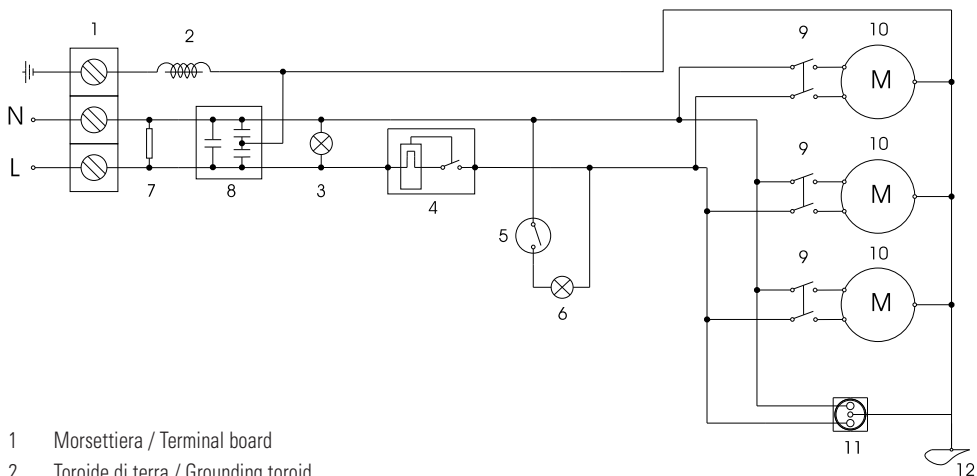 1
2
9
10
M
N
L
7
8
3
4
9
10
M
5
6
9
10
M
11
12
1 Morsettiera / Terminal board
2 Toroide di terra / Grounding toroid